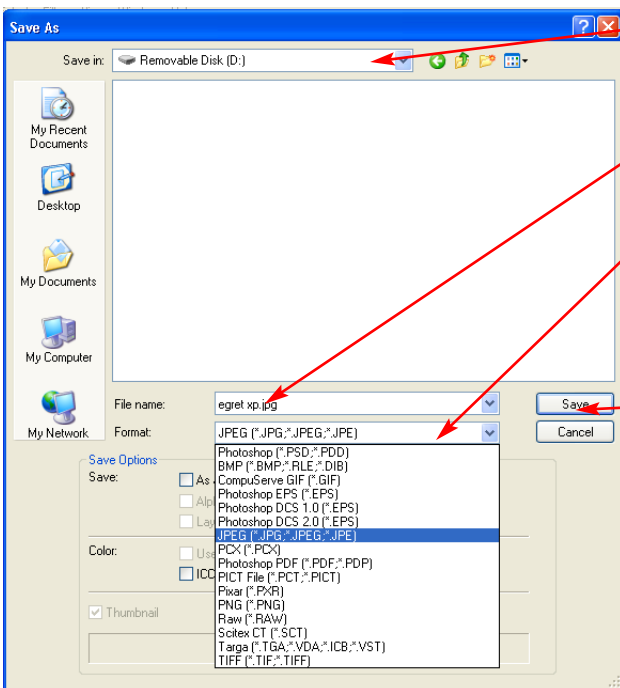 Save As
Save in: Removable Disk (D:)
My Recent
Documents
Desktop
My Documents
My Computer
My Network
File name: egret xp.jpg Save
Format: JPEG (*.JPG;*.JPEG;*.JPE) Cancel
Photoshop (*.PSD;*.PDD)
BMP (*.BMP;*.RLE;*.DIB)
CompuServe GIF (*.GIF)
Photoshop EPS (*.EPS)
Photoshop DCS 1.0 (*.EPS)
Photoshop DCS 2.0 (*.EPS)
JPEG (*.JPG;*.JPEG;*.JPE)
PCX (*.PCX)
Photoshop PDF (*.PDF;*.PDP)
PICT File (*.PCT;*.PICT)
Pixar (*.PXR)
PNG (*.PNG)
Raw (*.RAW)
Scitex CT (*.SCT)
Targa (*.TGA;*.VDA;*.ICB;*.VST)
TIFF (*.TIF;*.TIFF)
Save Options
Save: As
Color:
ICC
Thumbnail